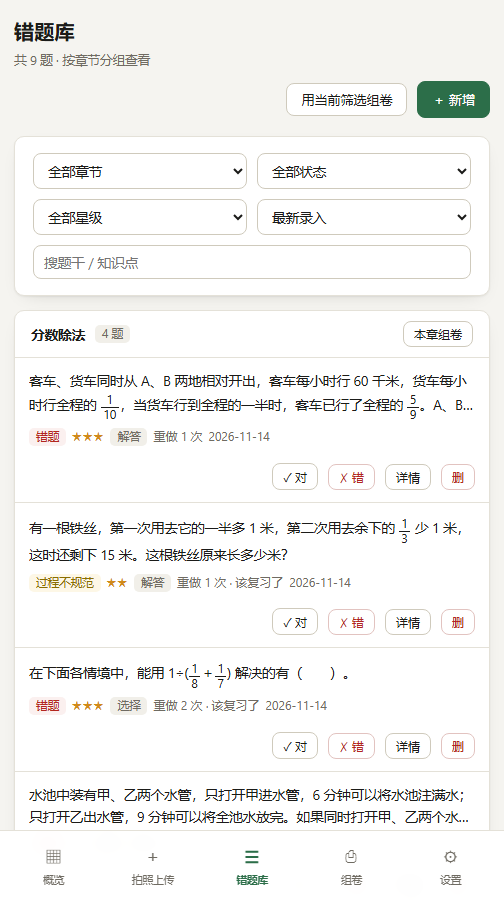 错题库
共 9 题 · 按章节分组查看
用当前筛选组卷
+ 新增
全部章节
全部状态
全部星级
最新录入
搜题干 / 知识点
分数除法 4 题
本章组卷
客车、货车同时从 A、B 两地相对开出，客车每小时行 60 千米，货车每小
时行全程的 1/10，当货车行到全程的一半时，客车已行了全程的 5/9。A、B...
错题 ★★★ 解答 重做 1 次 2026-11-14
✓ 对 ✗ 错 详情 删
有一根铁丝，第一次用去它的一半多 1 米，第二次用去余下的 1/3 少 1 米，
这时还剩下 15 米。这根铁丝原来长多少米？
过程不规范 ★★ 解答 重做 1 次 · 该复习了 2026-11-14
✓ 对 ✗ 错 详情 删
在下面各情境中，能用 1÷(1/8 + 1/7) 解决的有（　　）。
错题 ★★★ 选择 重做 2 次 · 该复习了 2026-11-14
✓ 对 ✗ 错 详情 删
水池中装有甲、乙两个水管，只打开甲进水管，6 分钟可以将水池注满水；
只打开乙出水管，9 分钟可以将全池水放完。如果同时打开甲、乙两个水...
概览
拍照上传
错题库
组卷
设置